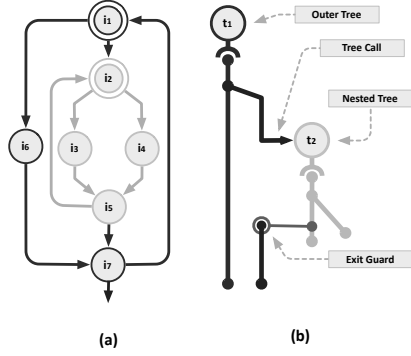 i1
i2
i3
i4
i5
i6
i7
(a)
t1
Outer Tree
Tree Call
Nested Tree
t2
Exit Guard
(b)